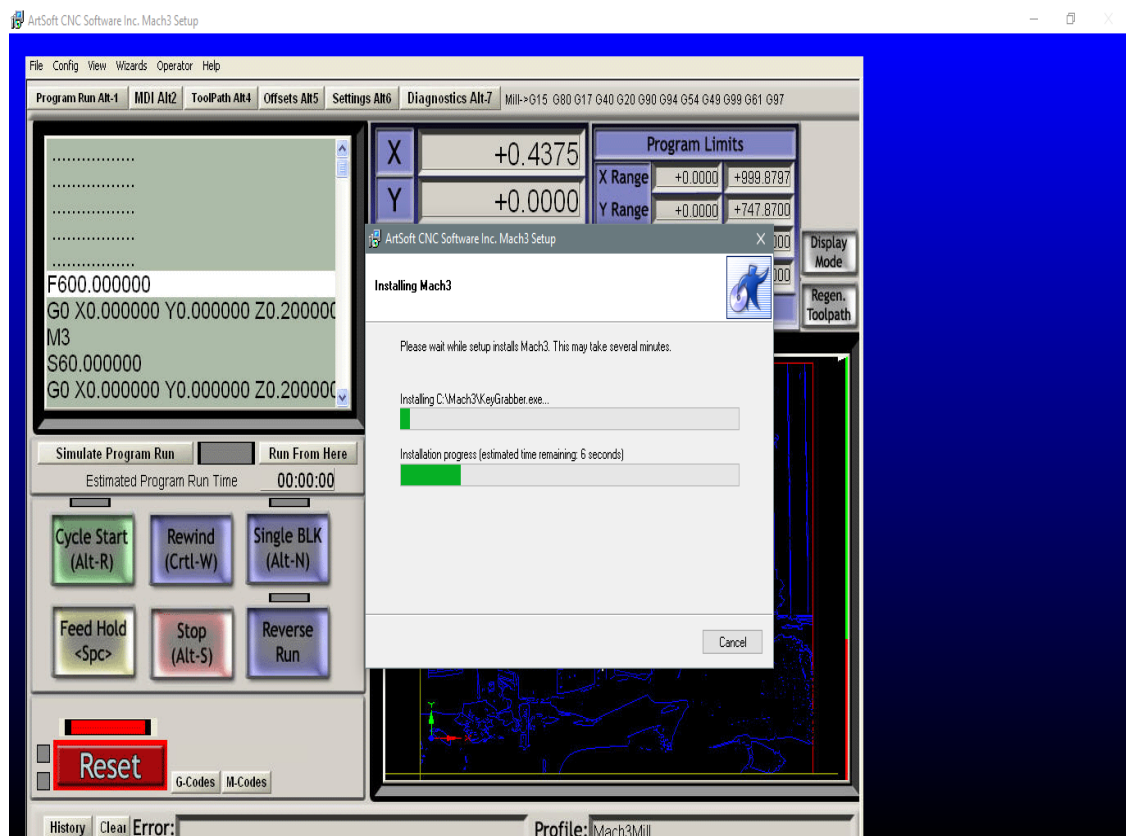 ArtSoft CNC Software Inc. Mach3 Setup
File Config View Wizards Operator Help
Program Run Alt-1 MDI Alt2 ToolPath Alt4 Offsets Alt5 Settings Alt6 Diagnostics Alt-7 Mill->G15 G80 G17 G40 G20 G90 G94 G54 G49 G99 G61 G97
.................
.................
.................
.................
.................
F600.000000
G0 X0.000000 Y0.000000 Z0.200000
M3
S60.000000
G0 X0.000000 Y0.000000 Z0.200000
X +0.4375
Y +0.0000
Program Limits
X Range +0.0000 +999.8797
Y Range +0.0000 +747.8700
000
000
Display
Mode
Regen.
Toolpath
ArtSoft CNC Software Inc. Mach3 Setup
Installing Mach3
Please wait while setup installs Mach3. This may take several minutes.
Installing C:\Mach3\KeyGrabber.exe...
Installation progress (estimated time remaining: 6 seconds)
Cancel
Simulate Program Run Run From Here
Estimated Program Run Time 00:00:00
Cycle Start
(Alt-R)
Rewind
(Crtl-W)
Single BLK
(Alt-N)
Feed Hold
<Spc>
Stop
(Alt-S)
Reverse
Run
Reset
G-Codes M-Codes
History Clear Error: Profile: Mach3Mill